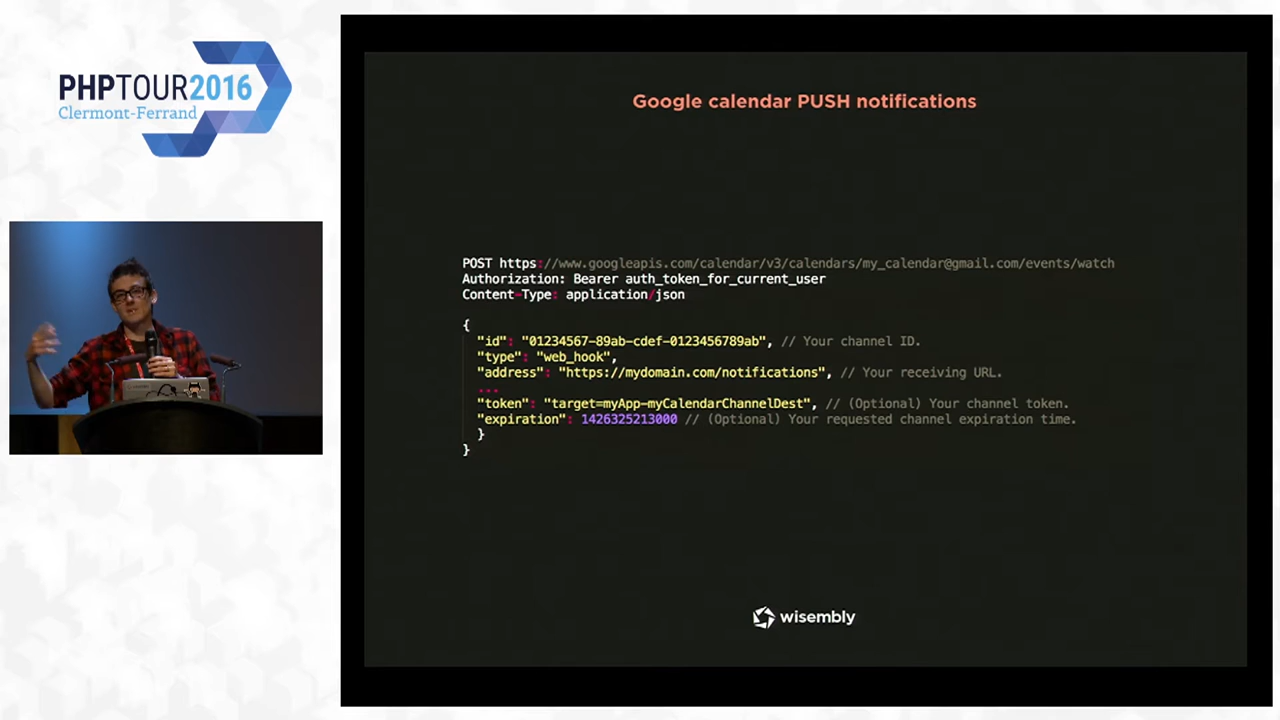 PHPTOUR2016
Clermont-Ferrand
Google calendar PUSH notifications
POST https://www.googleapis.com/calendar/v3/calendars/my_calendar@gmail.com/events/watch
Authorization: Bearer auth_token_for_current_user
Content-Type: application/json
{
"id": "01234567-89ab-cdef-0123456789ab", // Your channel ID.
"type": "web_hook",
"address": "https://mydomain.com/notifications", // Your receiving URL.
...
"token": "target=myApp-myCalendarChannelDest", // (Optional) Your channel token.
"expiration": 1426325213000 // (Optional) Your requested channel expiration time.
}
}
wisembly